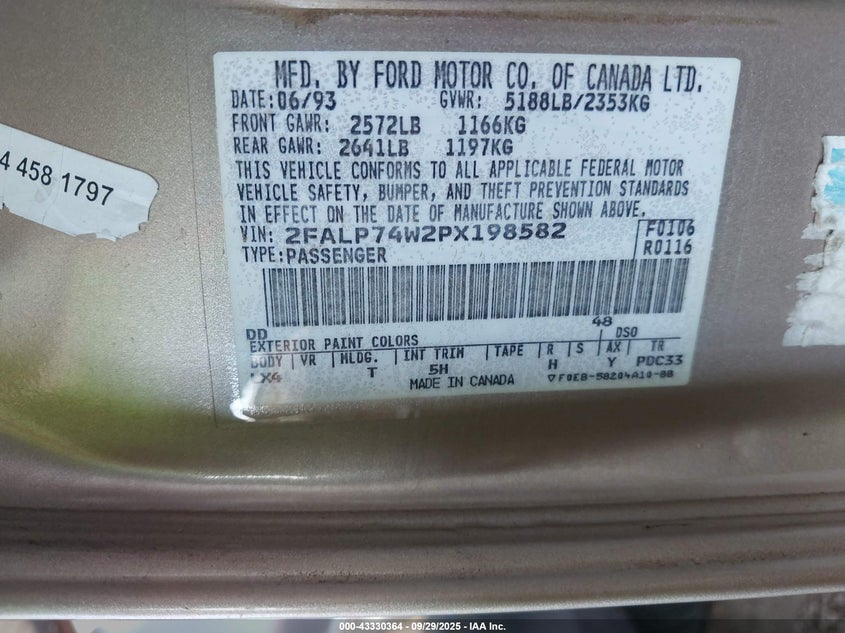 MFD. BY FORD MOTOR CO. OF CANADA LTD.
DATE: 06/93 GVWR: 5188LB/2353KG
FRONT GAWR: 2572LB 1166KG
REAR GAWR: 2641LB 1197KG
THIS VEHICLE CONFORMS TO ALL APPLICABLE FEDERAL MOTOR
VEHICLE SAFETY, BUMPER, AND THEFT PREVENTION STANDARDS
IN EFFECT ON THE DATE OF MANUFACTURE SHOWN ABOVE.
VIN: 2FALP74W2PX198582 F0106
TYPE: PASSENGER R0116
DD 48
EXTERIOR PAINT COLORS DSO
BODY VR MLDG. INT TRIM TAPE R S AX TR
LX4 T 5H H Y PDC33
MADE IN CANADA ▽F0EB-58204A10-BB
4 458 1797
000-43330364 - 09/29/2025 - IAA Inc.